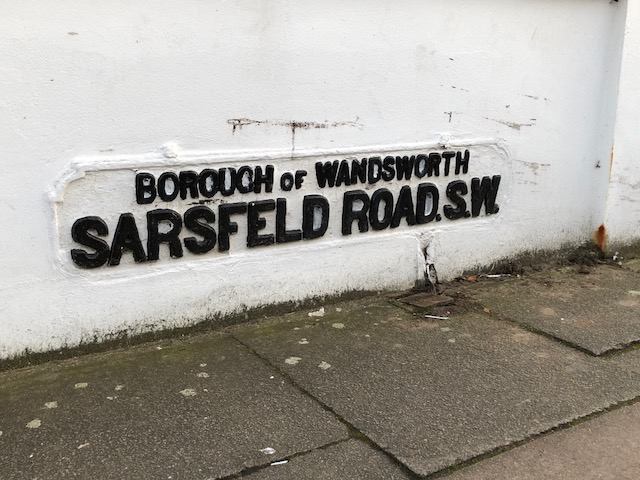 BOROUGH OF WANDSWORTH
SARSFELD ROAD.S.W.